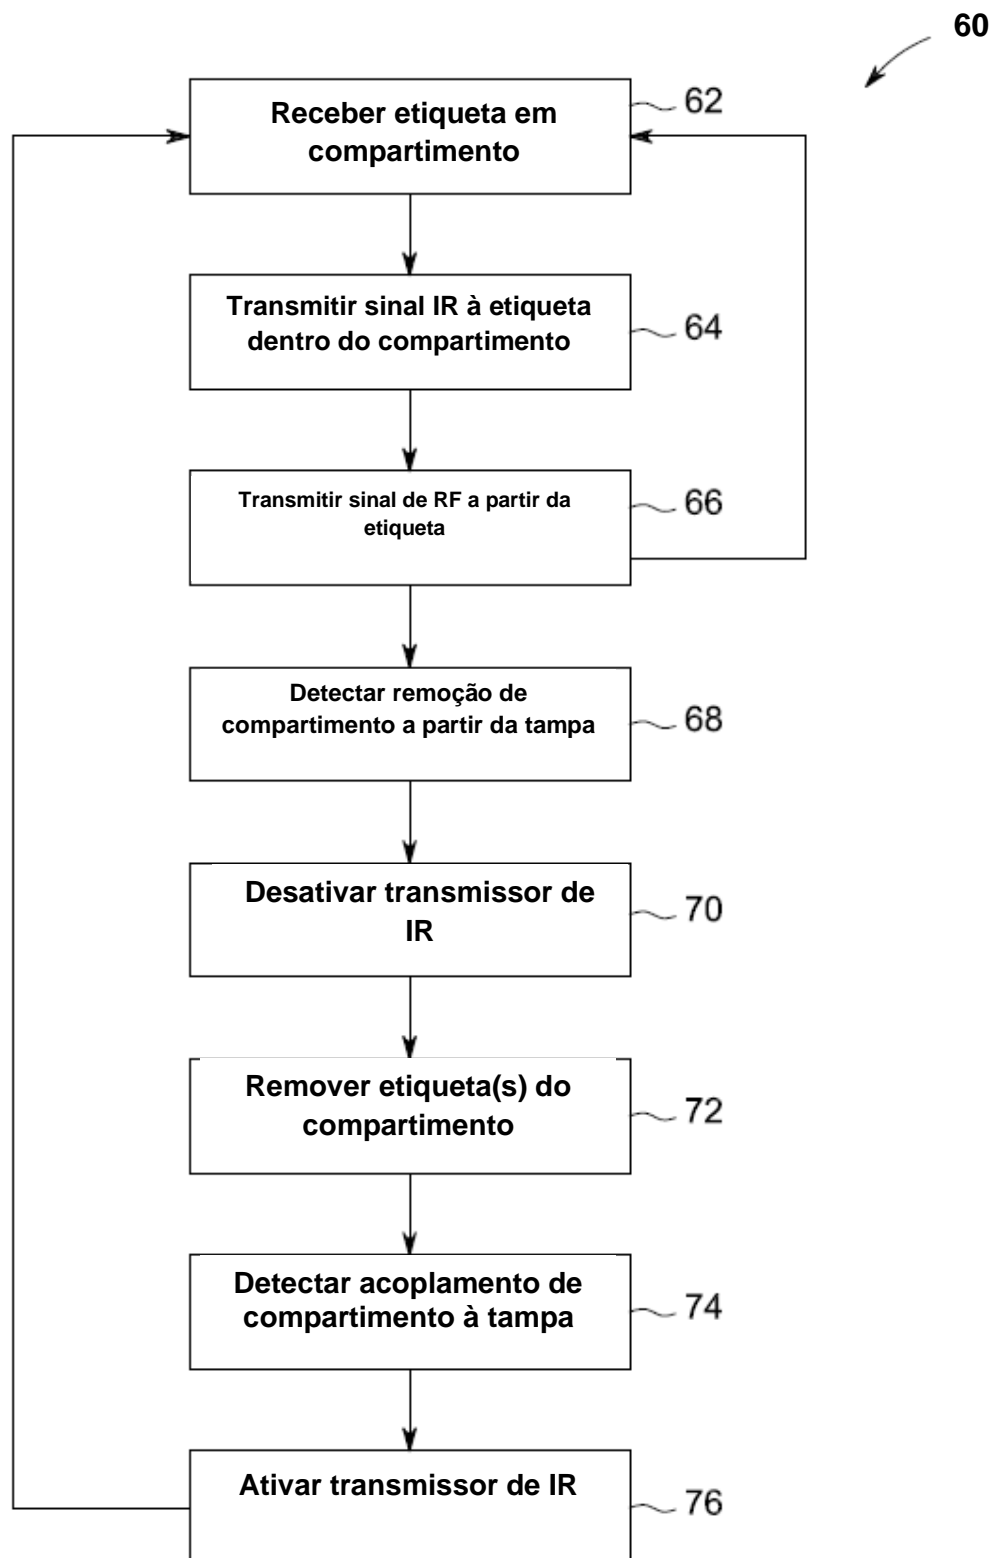 60
Receber etiqueta em
compartimento
62
Transmitir sinal IR à etiqueta
dentro do compartimento
64
Transmitir sinal de RF a partir da
etiqueta
66
Detectar remoção de
compartimento a partir da tampa
68
Desativar transmissor de
IR
70
Remover etiqueta(s) do
compartimento
72
Detectar acoplamento de
compartimento à tampa
74
Ativar transmissor de IR
76